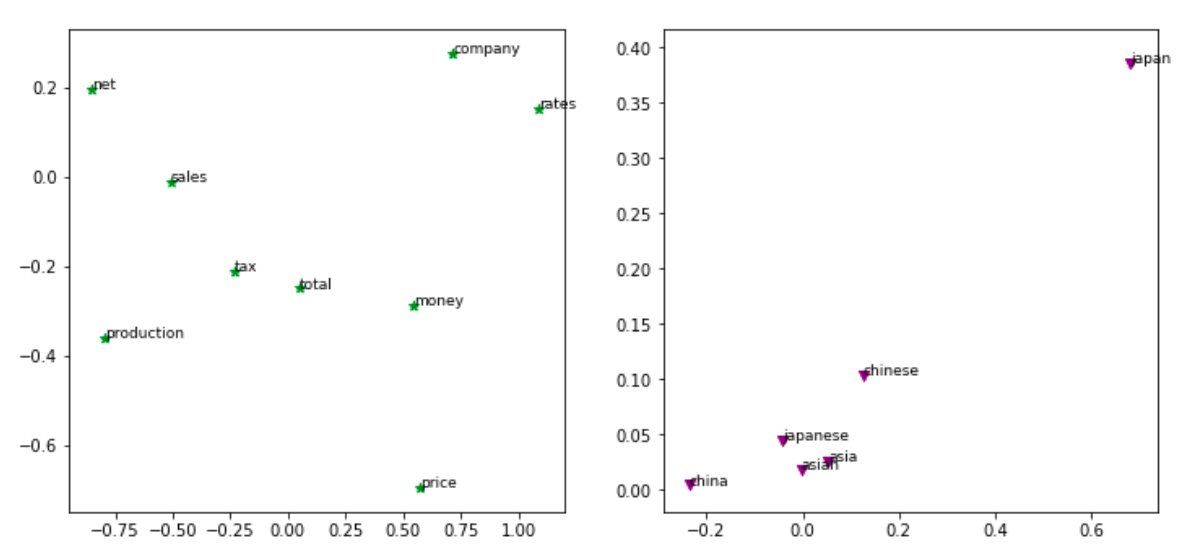 company
net
rates
sales
tax
total
money
production
price
0.2
0.0
−0.2
−0.4
−0.6
−0.75 −0.50 −0.25 0.00 0.25 0.50 0.75 1.00
japan
chinese
japanese
asia
asian
china
0.40
0.35
0.30
0.25
0.20
0.15
0.10
0.05
0.00
−0.2 0.0 0.2 0.4 0.6